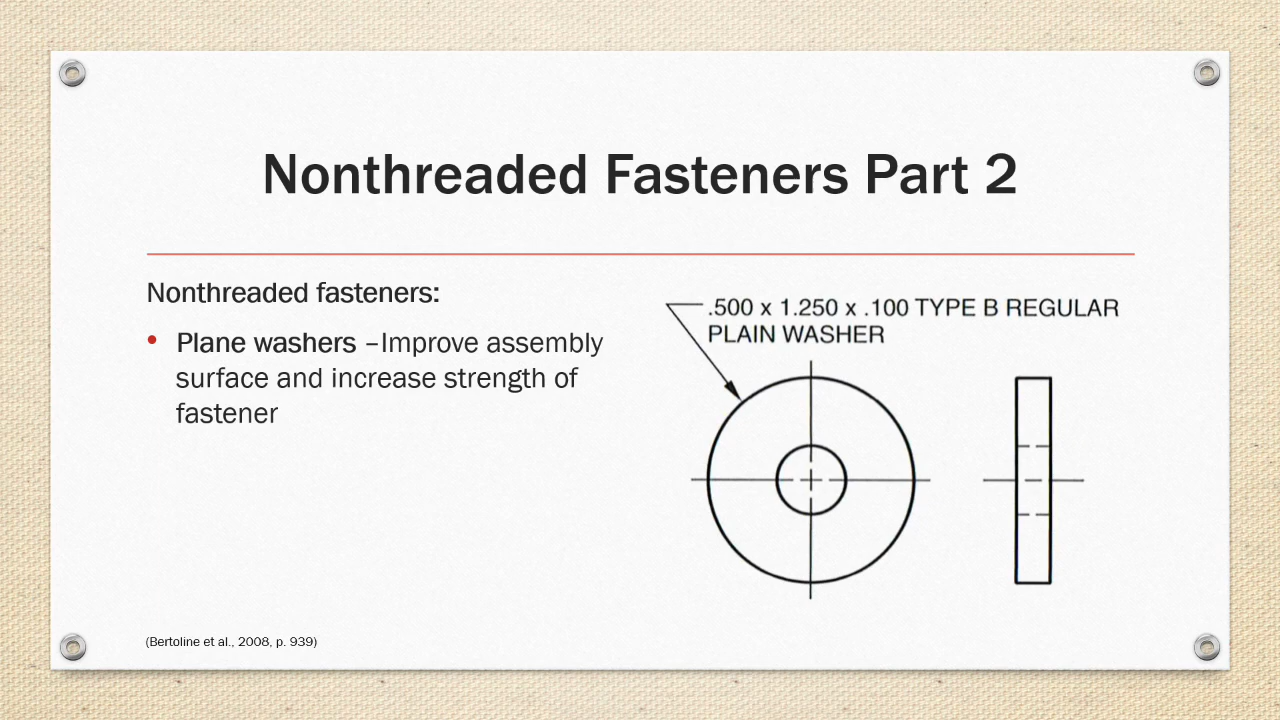 Nonthreaded Fasteners Part 2
Nonthreaded fasteners:
• Plane washers –Improve assembly
surface and increase strength of
fastener
.500 x 1.250 x .100 TYPE B REGULAR
PLAIN WASHER
(Bertoline et al., 2008, p. 939)